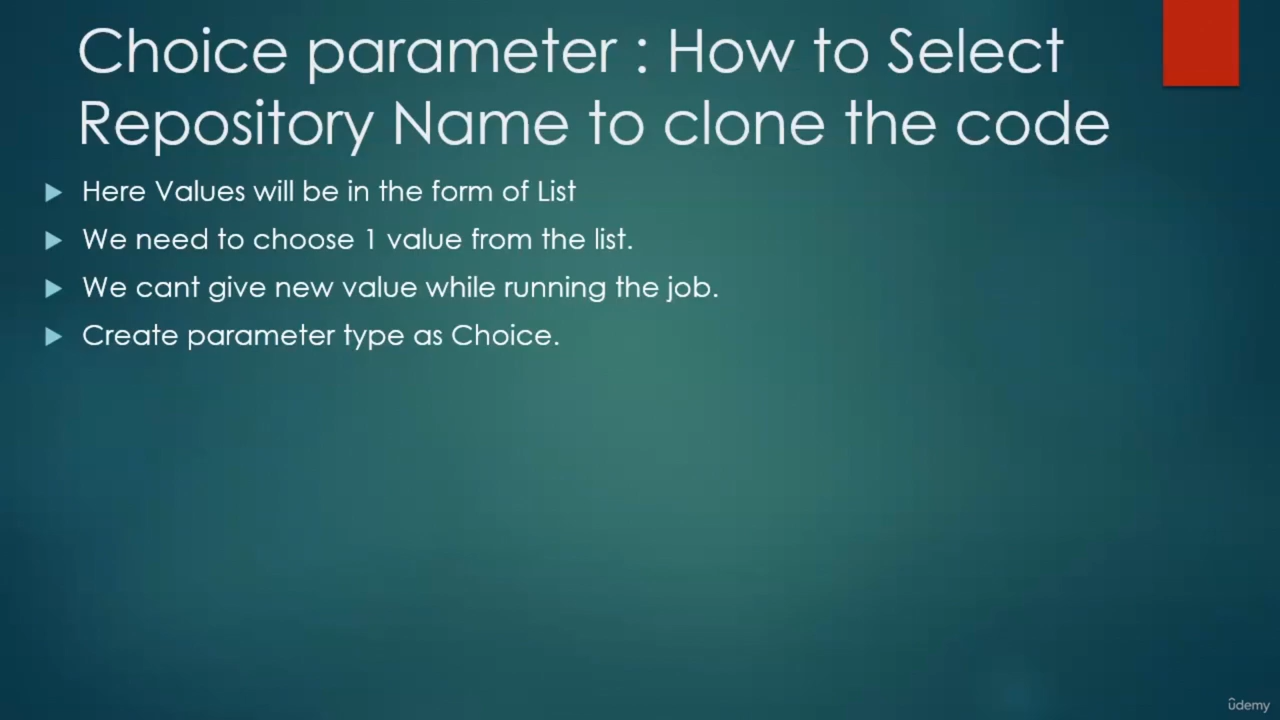 Choice parameter : How to Select
Repository Name to clone the code
Here Values will be in the form of List
We need to choose 1 value from the list.
We cant give new value while running the job.
Create parameter type as Choice.
ûdemy